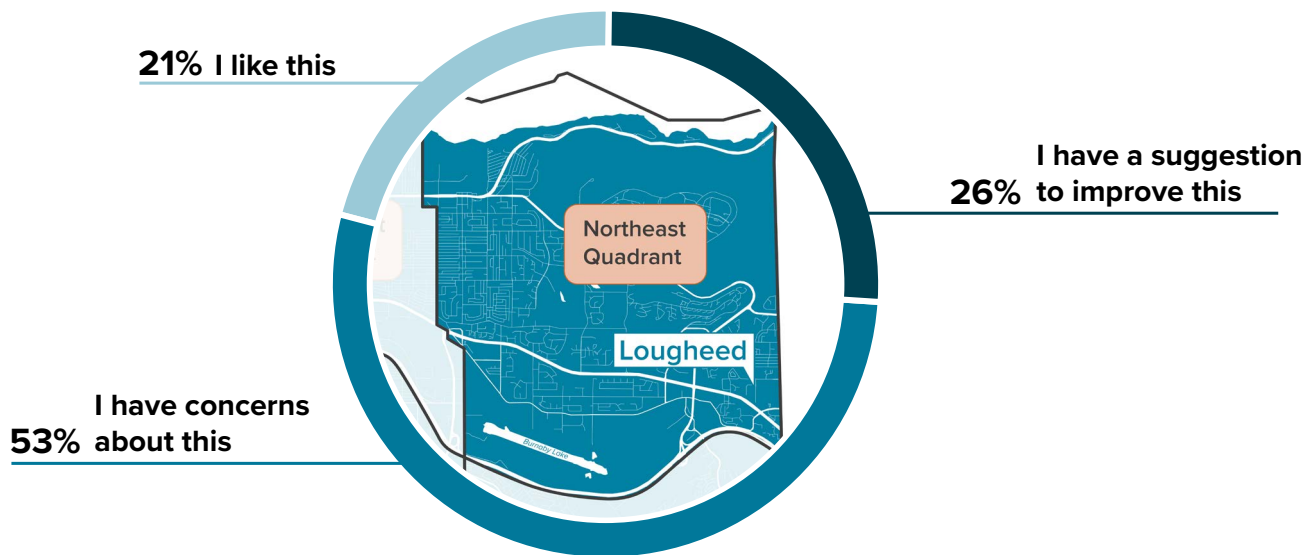 21% I like this
I have a suggestion
26% to improve this
Northeast
Quadrant
Lougheed
I have concerns
53% about this
Burnaby Lake